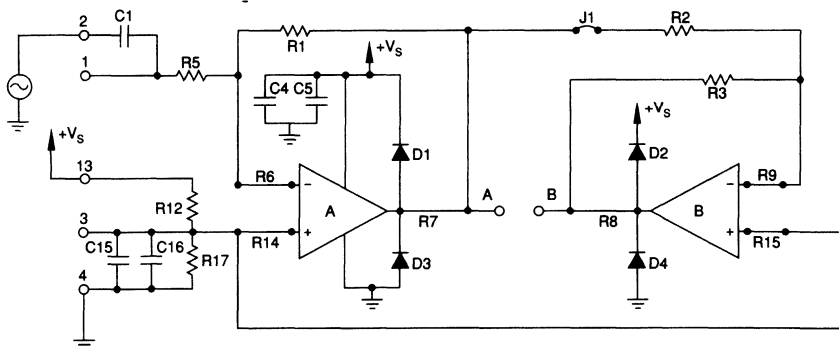 2
C1
R1
J1
R2
+Vs
1
R5
C4
C5
R3
+Vs
+Vs
13
D1
D2
R6
−
A
B
−
R9
R12
A
B
3
R14
+
R7
R8
+
R15
C15
C16
R17
D3
D4
4